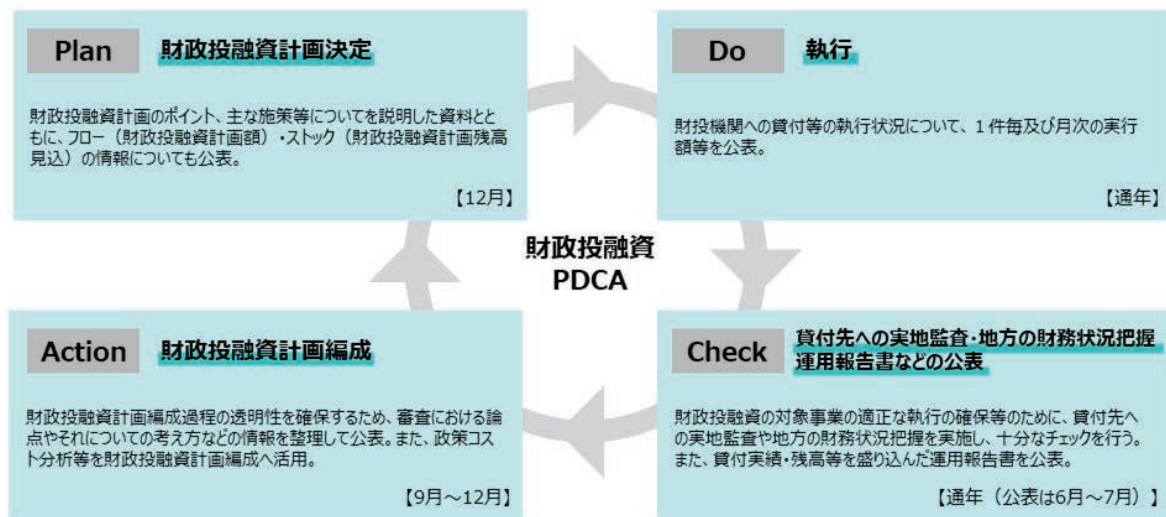 Plan 財政投融資計画決定
財政投融資計画のポイント、主な施策等についてを説明した資料とと
もに、フロー（財政投融資計画額）・ストック（財政投融資計画残高
見込）の情報についても公表。
【12月】
Do 執行
財投機関への貸付等の執行状況について、１件毎及び月次の実行
額等を公表。
【通年】
財政投融資
PDCA
Action 財政投融資計画編成
財政投融資計画編成過程の透明性を確保するため、審査における論
点やそれについての考え方などの情報を整理して公表。また、政策コス
ト分析等を財政投融資計画編成へ活用。
【9月～12月】
Check 貸付先への実地監査・地方の財務状況把握
運用報告書などの公表
財政投融資の対象事業の適正な執行の確保等のために、貸付先へ
の実地監査や地方の財務状況把握を実施し、十分なチェックを行う。
また、貸付実績・残高等を盛り込んだ運用報告書を公表。
【通年（公表は6月～7月）】